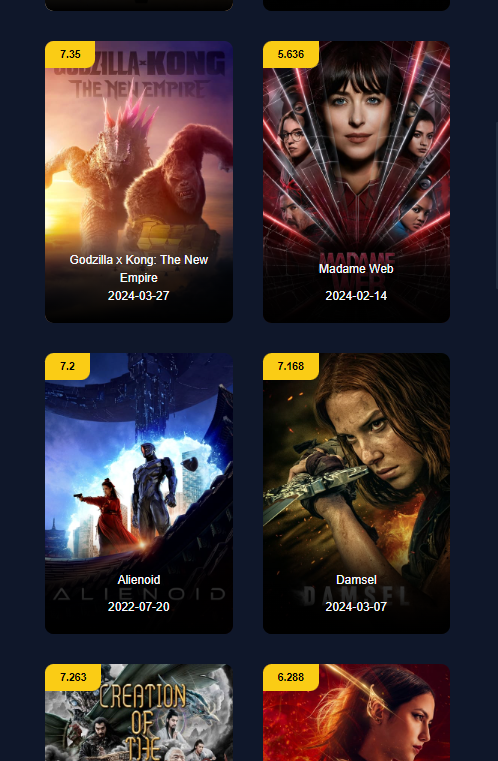 7.35
GODZILLA x KONG
THE NEW EMPIRE
Godzilla x Kong: The New
Empire
2024-03-27
5.636
MADAME
WEB
Madame Web
2024-02-14
7.2
Alienoid
ALIENOID
2022-07-20
7.168
Damsel
DAMSEL
2024-03-07
7.263
CREATION
OF
THE
6.288